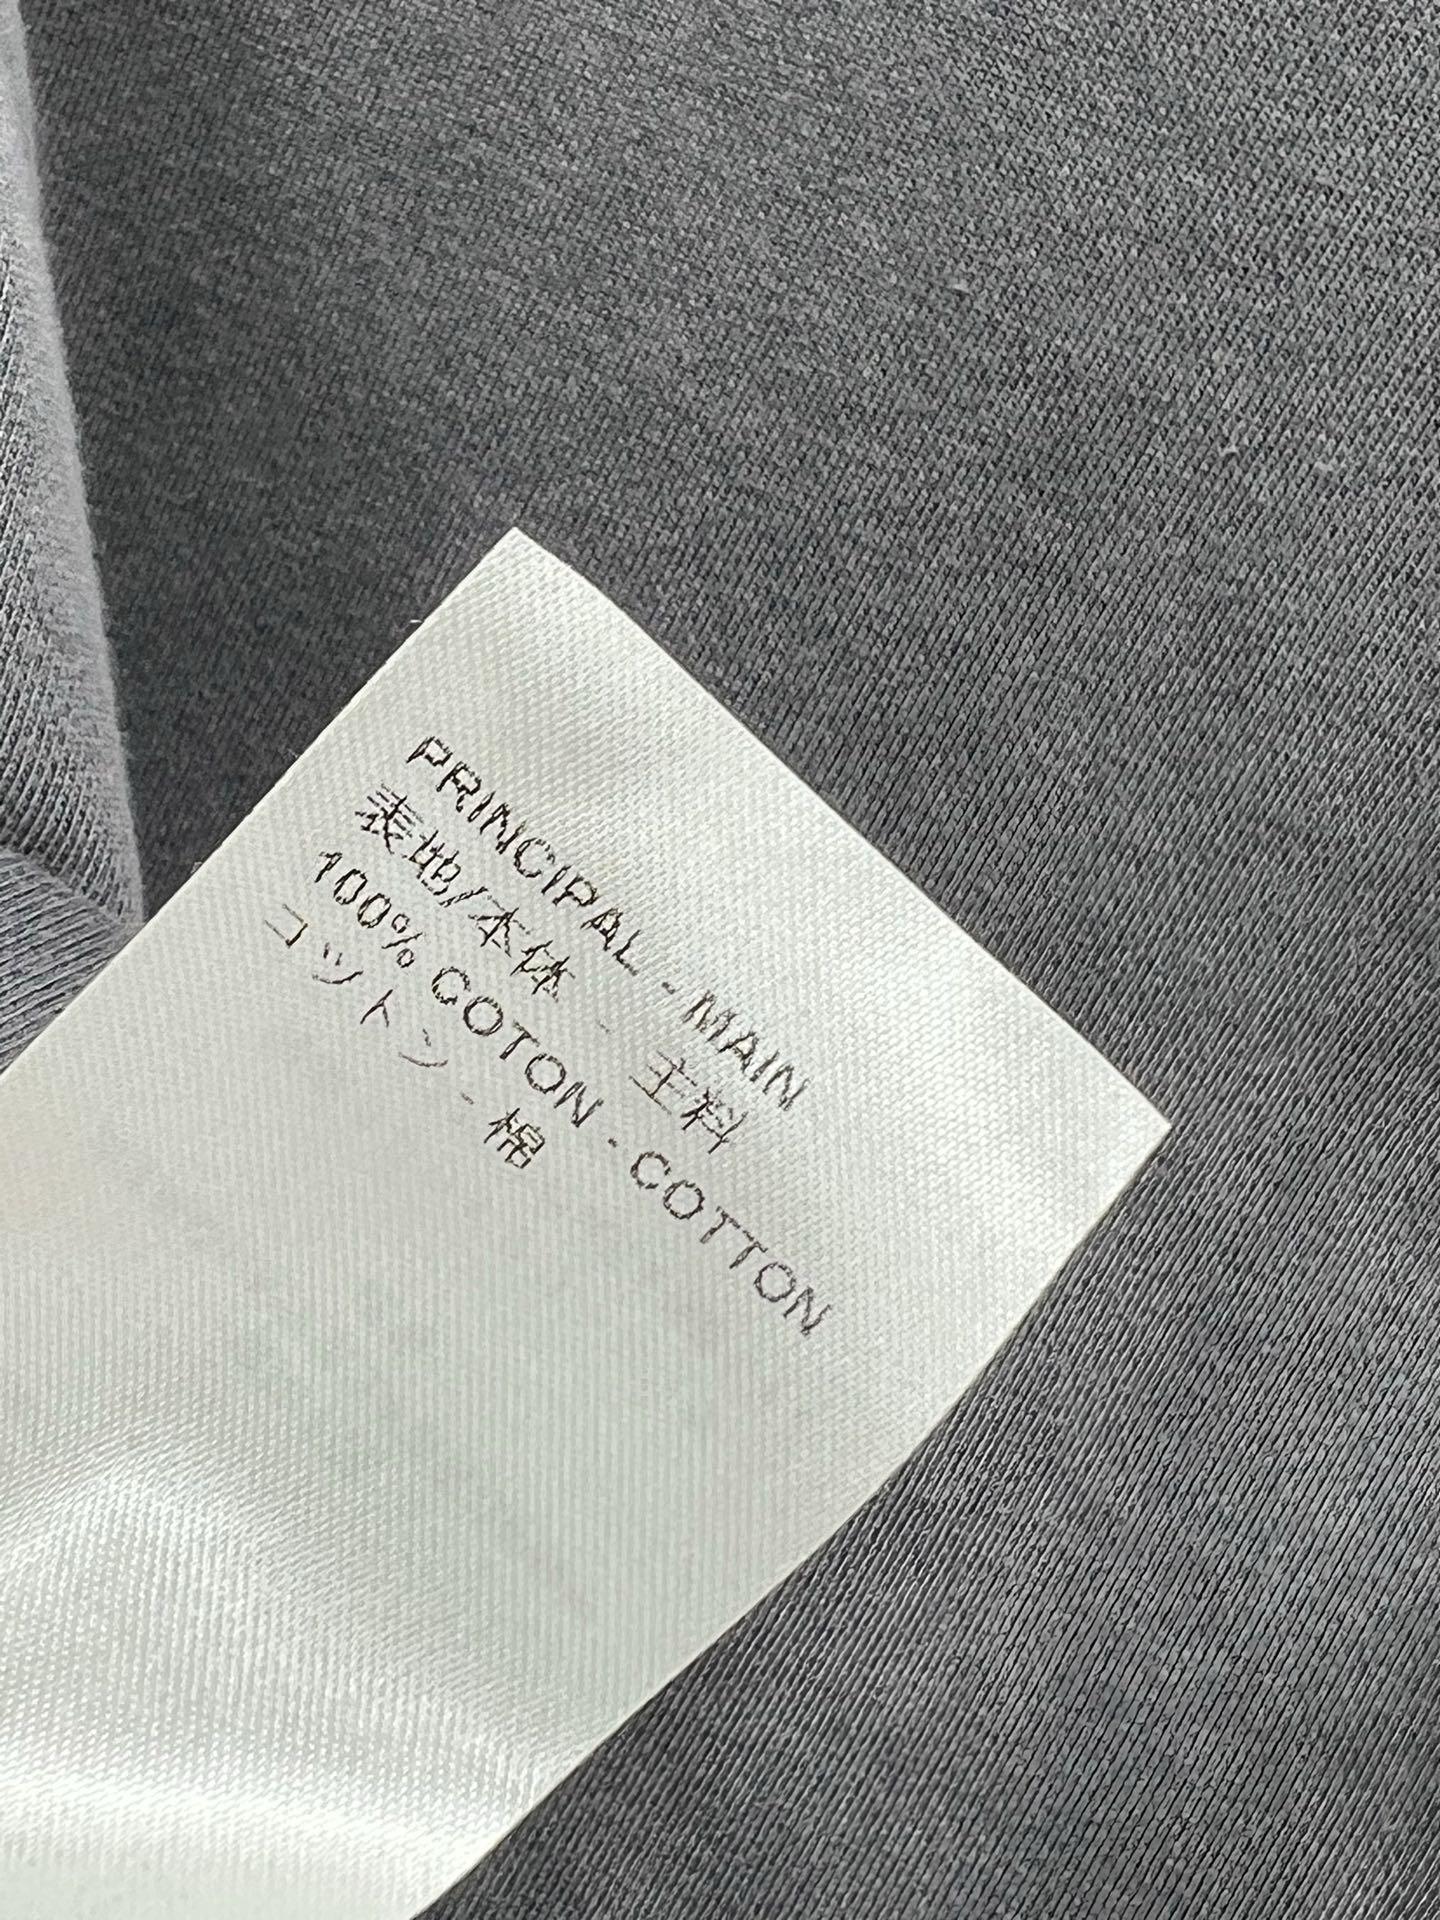 PRINCIPAL - MAIN
表地/本体 - 主料
100% COTON - COTTON
コットン - 棉